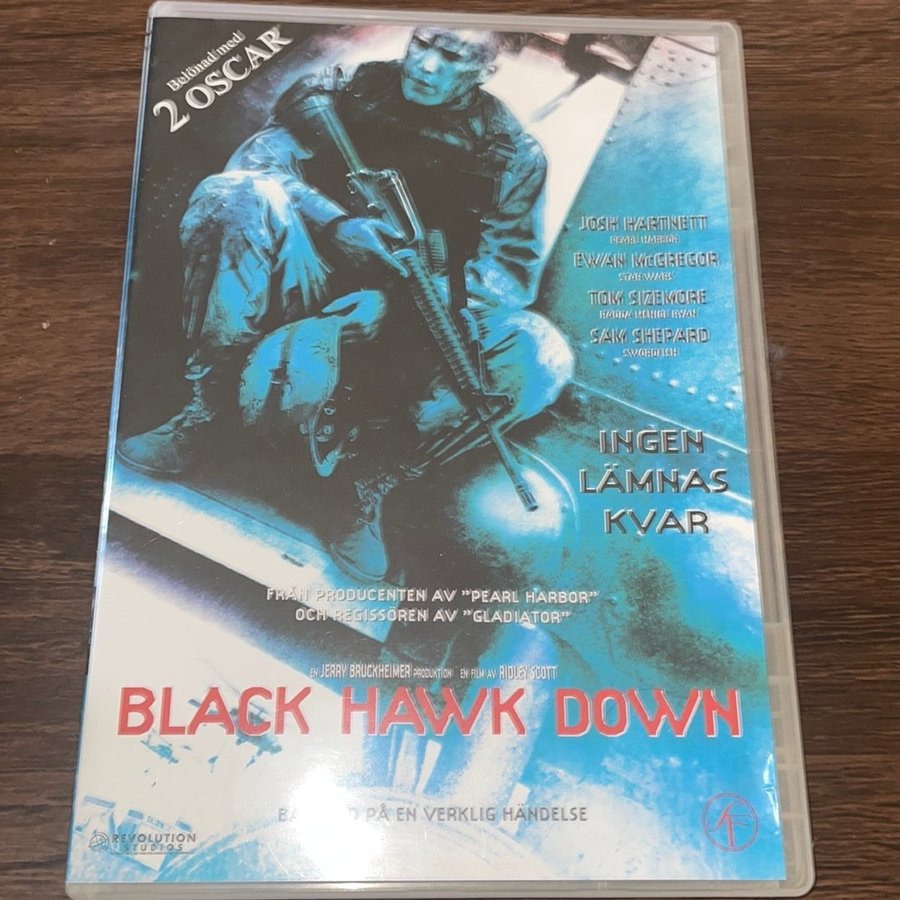 Belönad med
2 OSCAR
JOSH HARTNETT
PEARL HARBOR
EWAN McGREGOR
STAR WARS
TOM SIZEMORE
RÄDDA MENIGE RYAN
SAM SHEPARD
SWORDFISH
INGEN
LÄMNAS
KVAR
FRÅN PRODUCENTEN AV "PEARL HARBOR"
OCH REGISSÖREN AV "GLADIATOR"
EN JERRY BRUCKHEIMER PRODUKTION EN FILM AV RIDLEY SCOTT
BLACK HAWK DOWN
PÅ EN VERKLIG HÄNDELSE
REVOLUTION
STUDIOS
SF